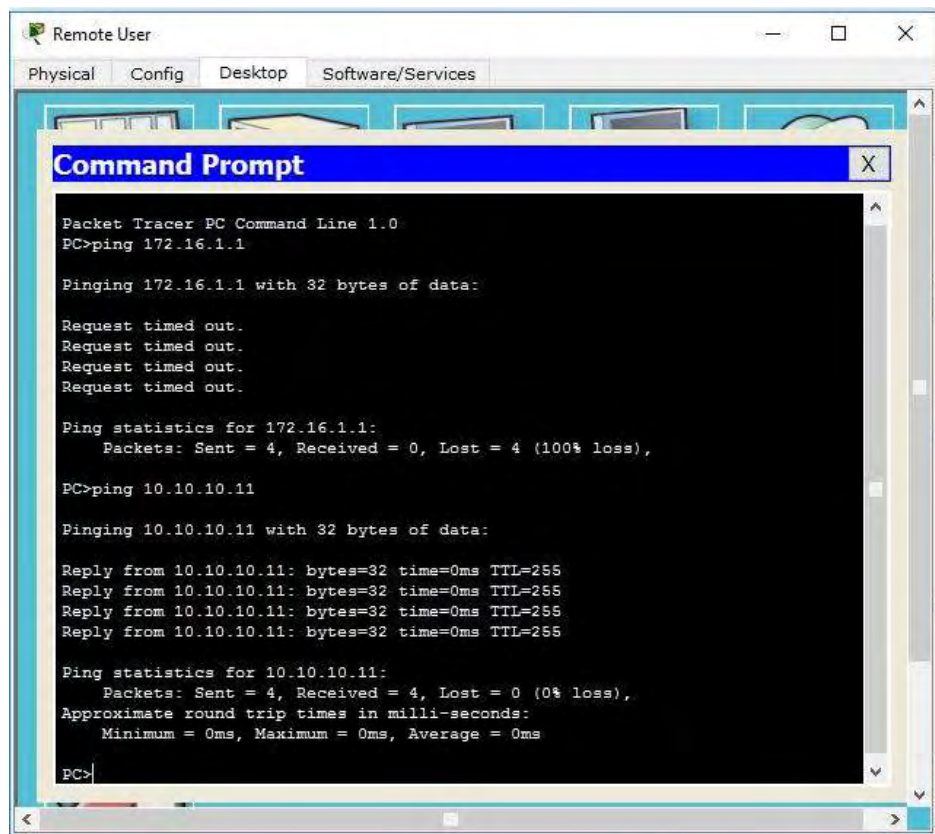 Remote User
Physical Config Desktop Software/Services
Command Prompt X
Packet Tracer PC Command Line 1.0
PC>ping 172.16.1.1
Pinging 172.16.1.1 with 32 bytes of data:
Request timed out.
Request timed out.
Request timed out.
Request timed out.
Ping statistics for 172.16.1.1:
Packets: Sent = 4, Received = 0, Lost = 4 (100% loss),
PC>ping 10.10.10.11
Pinging 10.10.10.11 with 32 bytes of data:
Reply from 10.10.10.11: bytes=32 time=0ms TTL=255
Reply from 10.10.10.11: bytes=32 time=0ms TTL=255
Reply from 10.10.10.11: bytes=32 time=0ms TTL=255
Reply from 10.10.10.11: bytes=32 time=0ms TTL=255
Ping statistics for 10.10.10.11:
Packets: Sent = 4, Received = 4, Lost = 0 (0% loss),
Approximate round trip times in milli-seconds:
Minimum = 0ms, Maximum = 0ms, Average = 0ms
PC>